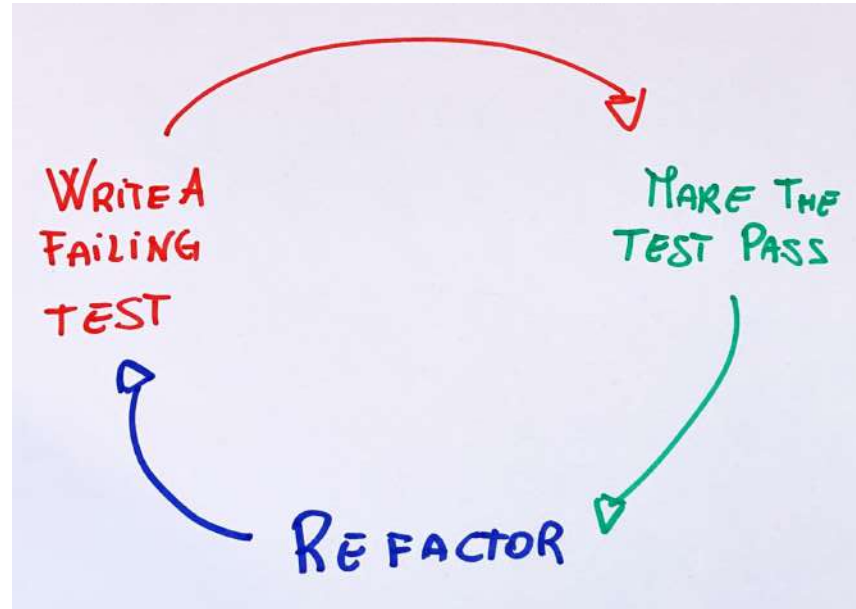 WRiTE A
FAiLiNG
TEST
MAKE THE
TEST PASS
REFACTOR